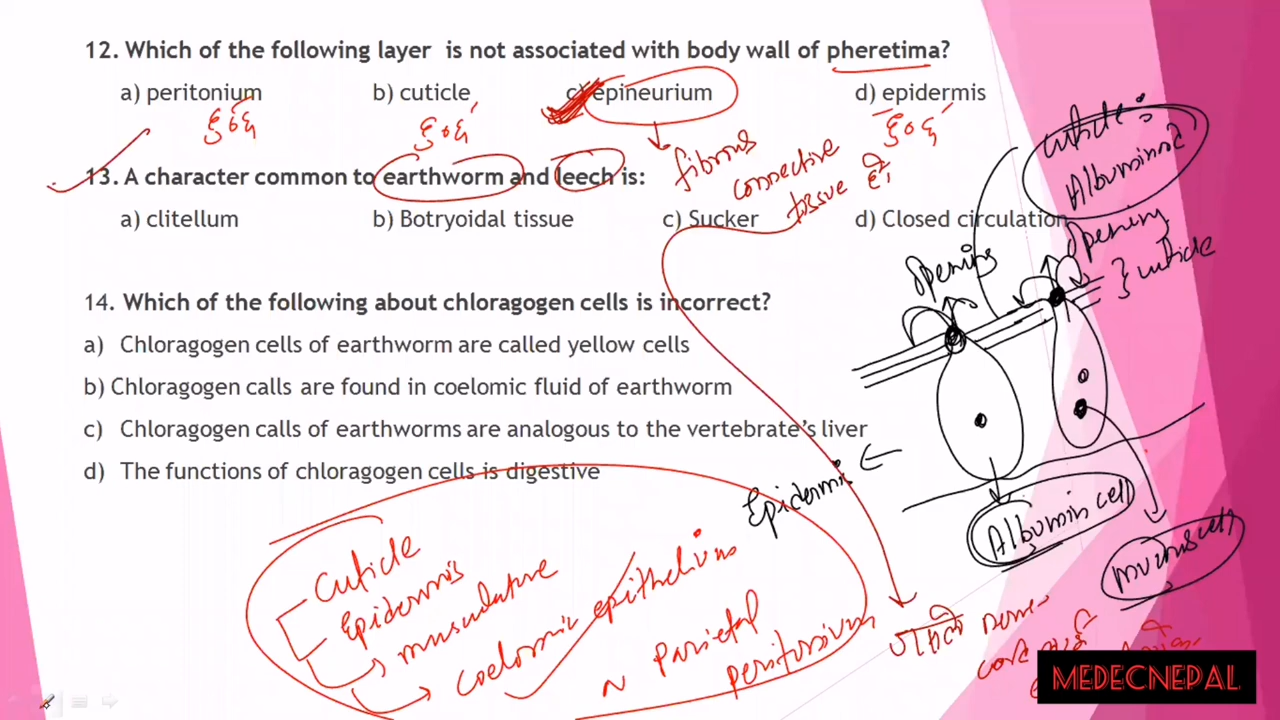 12. Which of the following layer is not associated with body wall of pheretima?
a) peritonium b) cuticle c) epineurium d) epidermis
13. A character common to earthworm and leech is:
a) clitellum b) Botryoidal tissue c) Sucker d) Closed circulation
14. Which of the following about chloragogen cells is incorrect?
a) Chloragogen cells of earthworm are called yellow cells
b) Chloragogen calls are found in coelomic fluid of earthworm
c) Chloragogen calls of earthworms are analogous to the vertebrate's liver
d) The functions of chloragogen cells is digestive
fibrous
connective
tissue
cuticle:
opening
opening
} cuticle
Epidermis
Albumin cell
mucus cell
Cuticle
Epidermis
musculature
coelomic epithelium
~ parietal
MEDECNEPAL